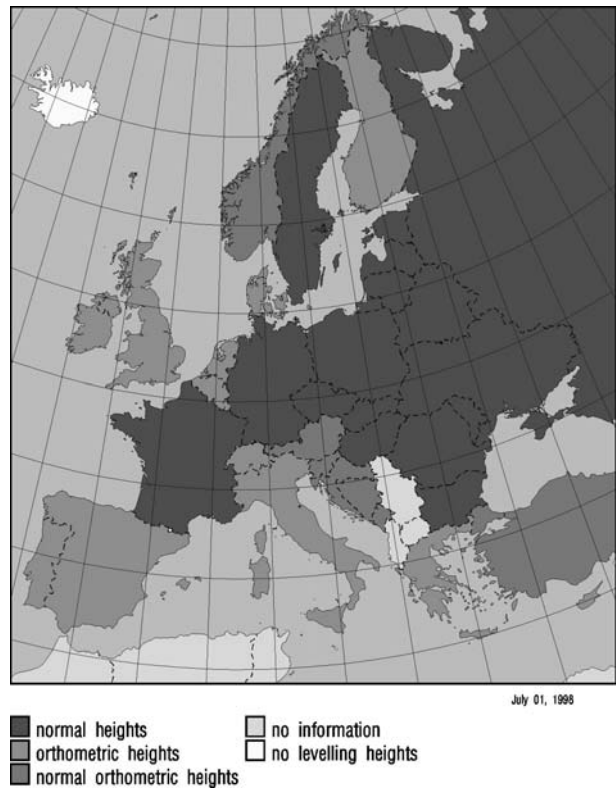 July 01, 1998
normal heights
orthometric heights
normal orthometric heights
no information
no levelling heights